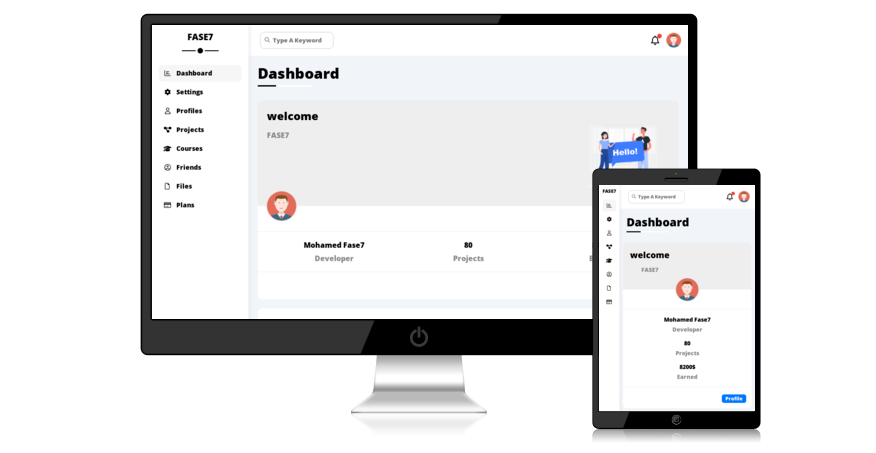 FASE7
Type A Keyword
Dashboard
Settings
Profiles
Projects
Courses
Friends
Files
Plans
Dashboard
welcome
FASE7
Hello!
Mohamed Fase7
Developer
80
Projects
FASE7
Type A Keyword
Dashboard
welcome
FASE7
Mohamed Fase7
Developer
80
Projects
8200$
Earned
Profile